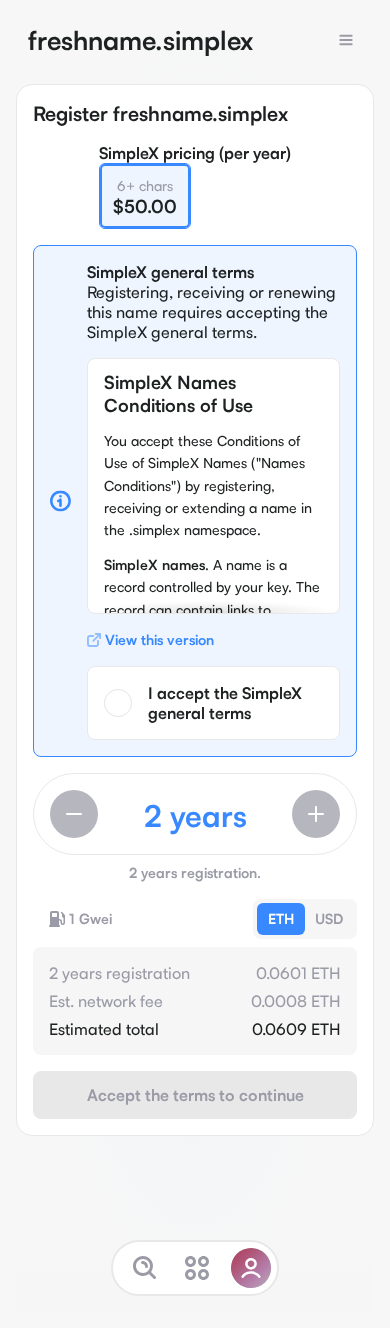 freshname.simplex
Register freshname.simplex
SimpleX pricing (per year)
6+ chars
$50.00
SimpleX general terms
Registering, receiving or renewing
this name requires accepting the
SimpleX general terms.
SimpleX Names
Conditions of Use
You accept these Conditions of
Use of SimpleX Names ("Names
Conditions") by registering,
receiving or extending a name in
the .simplex namespace.
SimpleX names. A name is a
record controlled by your key. The
record can contain links to
View this version
I accept the SimpleX
general terms
2 years
2 years registration.
1 Gwei
ETH USD
2 years registration 0.0601 ETH
Est. network fee 0.0008 ETH
Estimated total 0.0609 ETH
Accept the terms to continue